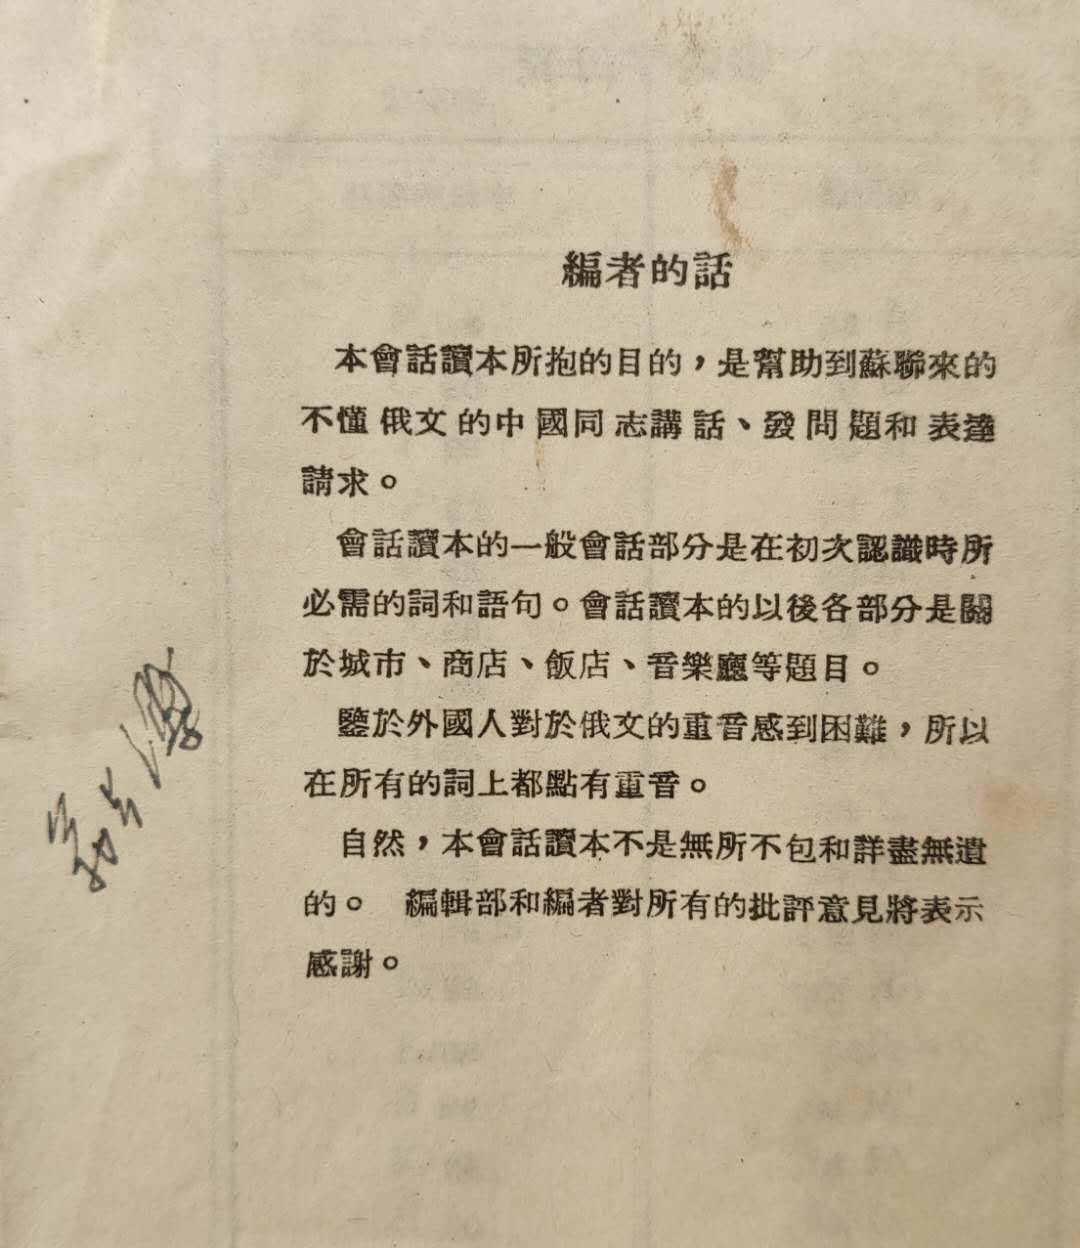 編者的話
本會話讀本所抱的目的，是幫助到蘇聯來的
不懂俄文的中國同志講話、發問題和表達
請求。
會話讀本的一般會話部分是在初次認識時所
必需的詞和語句。會話讀本的以後各部分是關
於城市、商店、飯店、音樂廳等題目。
鑒於外國人對於俄文的重音感到困難，所以
在所有的詞上都點有重音。
自然，本會話讀本不是無所不包和詳盡無遺
的。　編輯部和編者對所有的批評意見將表示
感謝。